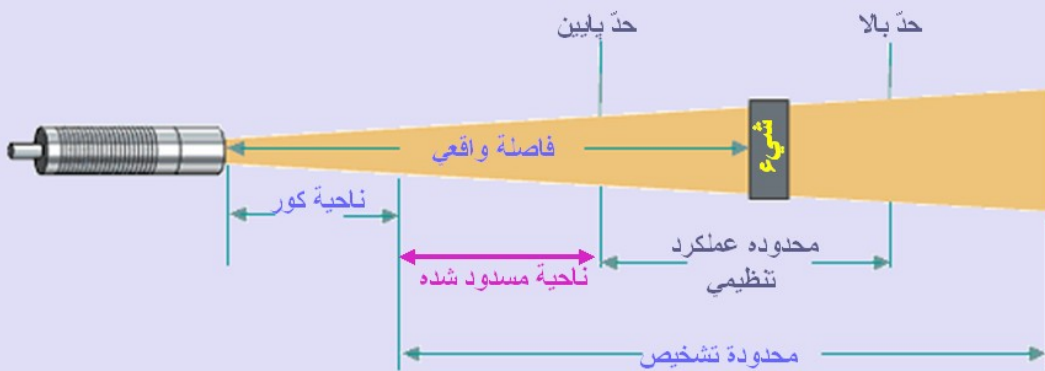 حدّ بالا
حدّ پايين
شيء
فاصلة واقعي
ناحية كور
محدوده عملكرد
تنظيمي
ناحية مسدود شده
محدودة تشخيص